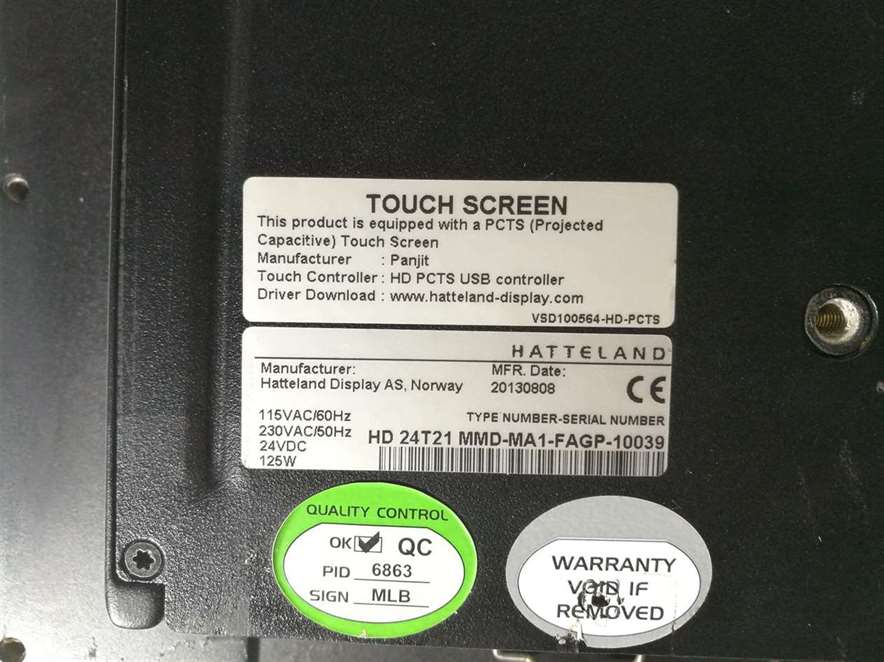 TOUCH SCREEN
This product is equipped with a PCTS (Projected
Capacitive) Touch Screen
Manufacturer : Panjit
Touch Controller : HD PCTS USB controller
Driver Download : www.hatteland-display.com
VSD100564-HD-PCTS
HATTELAND
Manufacturer:
Hatteland Display AS, Norway
MFR. Date:
20130808
CE
115VAC/60Hz
230VAC/50Hz
24VDC
125W
TYPE NUMBER-SERIAL NUMBER
HD 24T21 MMD-MA1-FAGP-10039
QUALITY CONTROL
OK QC
PID 6863
SIGN MLB
WARRANTY
VOID IF
REMOVED